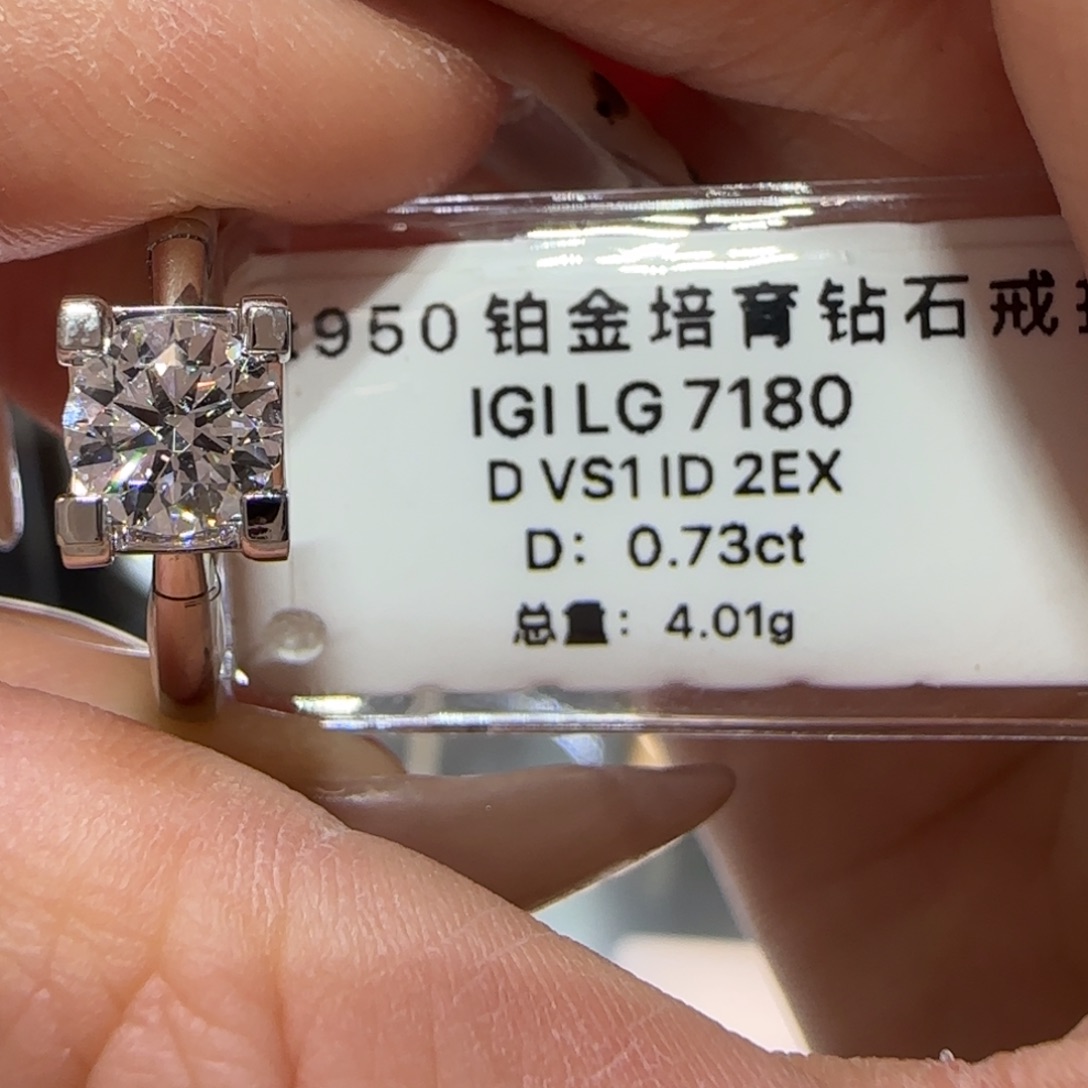 950 铂金培育钻石戒
IGI LG 7180
D VS1 ID 2EX
D: 0.73ct
总量: 4.01g